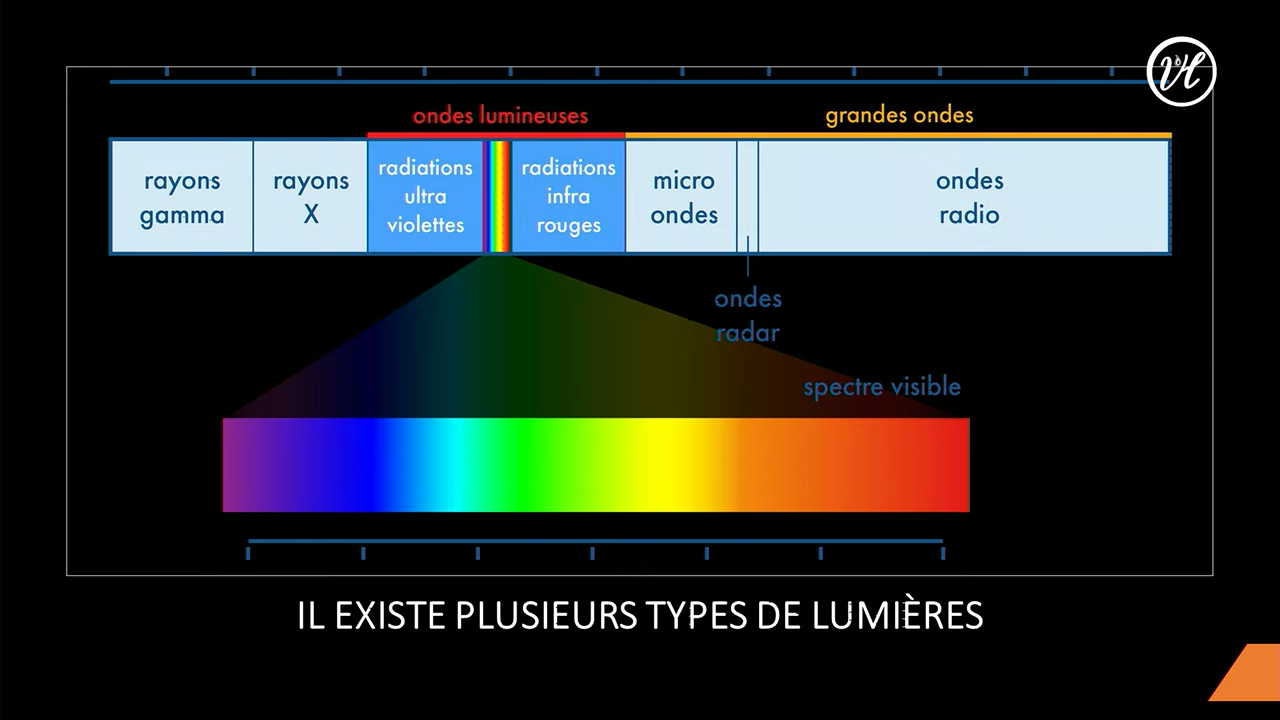 ondes lumineuses
grandes ondes
rayons
gamma
rayons
X
radiations
ultra
violettes
radiations
infra
rouges
micro
ondes
ondes
radio
ondes
radar
spectre visible
IL EXISTE PLUSIEURS TYPES DE LUMIÈRES